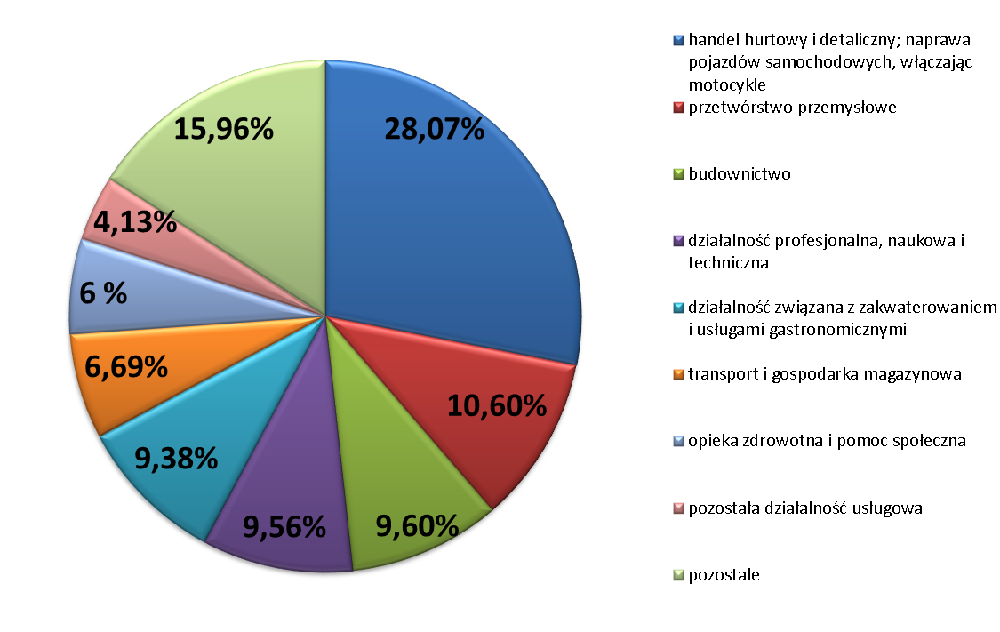 28,07%
10,60%
9,60%
9,56%
9,38%
6,69%
6 %
4,13%
15,96%
handel hurtowy i detaliczny; naprawa
pojazdów samochodowych, włączając
motocykle
przetwórstwo przemysłowe
budownictwo
działalność profesjonalna, naukowa i
techniczna
działalność związana z zakwaterowaniem
i usługami gastronomicznymi
transport i gospodarka magazynowa
opieka zdrowotna i pomoc społeczna
pozostała działalność usługowa
pozostałe